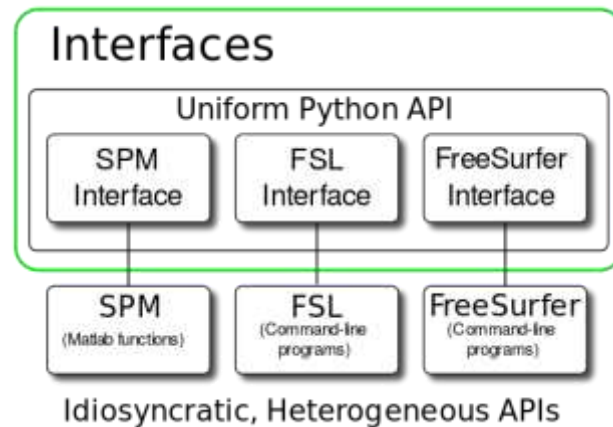 Interfaces
Uniform Python API
SPM
Interface
FSL
Interface
FreeSurfer
Interface
SPM
(Matlab functions)
FSL
(Command-line
programs)
FreeSurfer
(Command-line
programs)
Idiosyncratic, Heterogeneous APIs